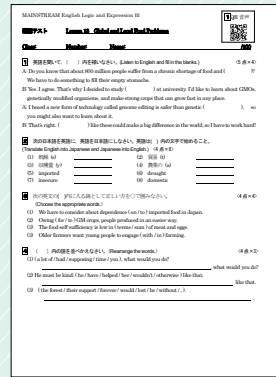 MAINSTREAM English Logic and Expression III
1 音声
確認テスト Lesson 12 Global and Local Food Problems
Class: Number: Name: /100
1 英語を聞いて，（ ）内を補いなさい。(Listen to English and fill in the blanks.) (5点×4)
A: Do you know that about 800 million people suffer from a chronic shortage of food and ( )?
We have to do something to fill their empty stomachs.
B: Yes. I agree. That's why I decided to study ( ) at university. I'd like to learn about GMOs, genetically modified organisms, and make strong crops that can grow fast in any place.
A: I heard a new form of technology called genome editing is safer than genetic ( ), so you might also want to learn about it.
B: That's right. ( ) like these could make a big difference in the world, so I have to work hard!
2 次の日本語を英語に，英語を日本語にしなさい。英語は( )内の文字で始めること。
(Translate English into Japanese and Japanese into English.) (4点×8)
(1) 飢餓 (s) (2) 貿易 (t)
(3) 収穫量 (y) (4) 農業の (a)
(5) imported (6) drought
(7) insecure (8) domestic
3 次の英文の( )内に入る語として正しい方を○で囲みなさい。 (4点×4)
(Choose the appropriate words.)
(1) We have to consider about dependence ( on / to ) imported food in Japan.
(2) Owing ( for / to ) GM crops, people produced in an easier way.
(3) The food self-sufficiency is low in ( terms / sum ) of meat and eggs.
(4) Older farmers want young people to engage ( with / in ) farming.
4 （ ）内の語を並べかえなさい。(Rearrange the words.) (4点×3)
(1) ( a lot of / had / supposing / time / you ), what would you do?
what would you do?
(2) He must be kind. ( he / have / helped / her / wouldn't / otherwise ) like that.
like that.
(3) ( the forest / their support / forever / would / lost / be / without / , ).